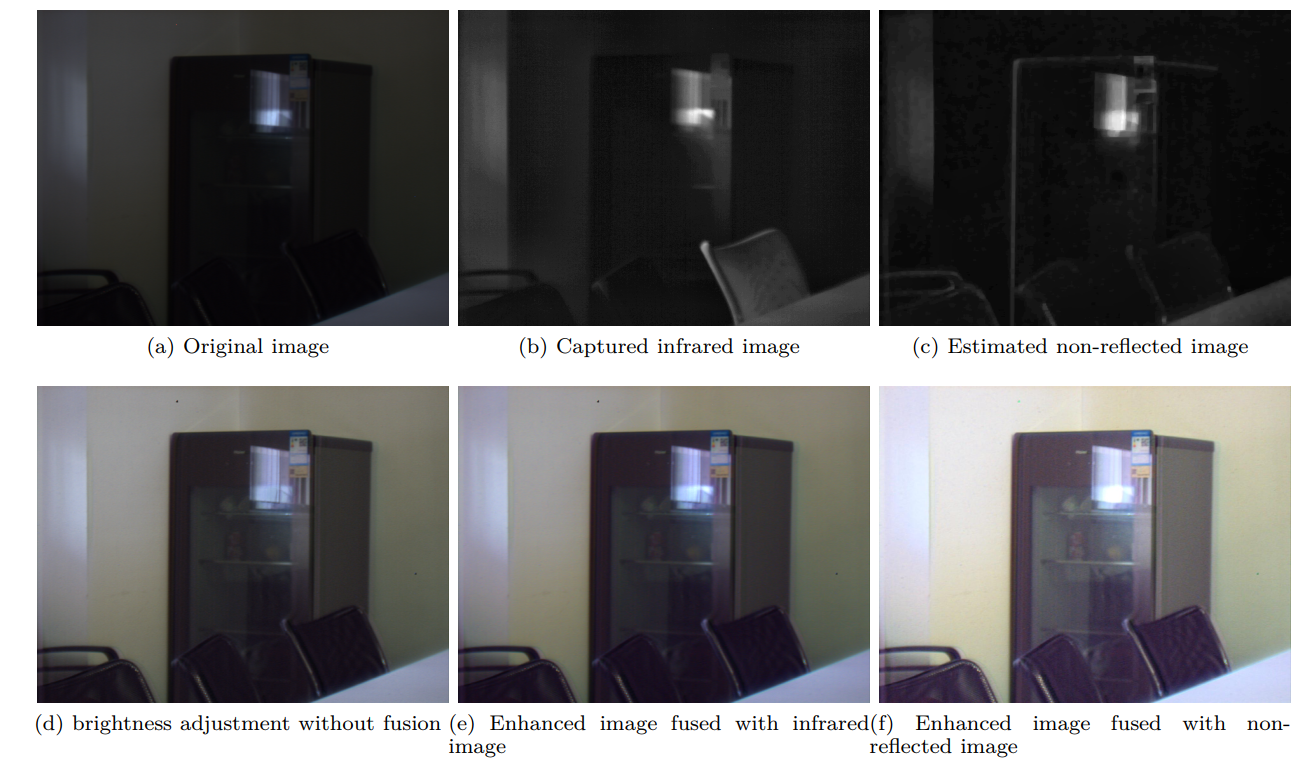 (a) Original image
(b) Captured infrared image
(c) Estimated non-reflected image
(d) brightness adjustment without fusion
(e) Enhanced image fused with infrared
image
(f) Enhanced image fused with non-
reflected image